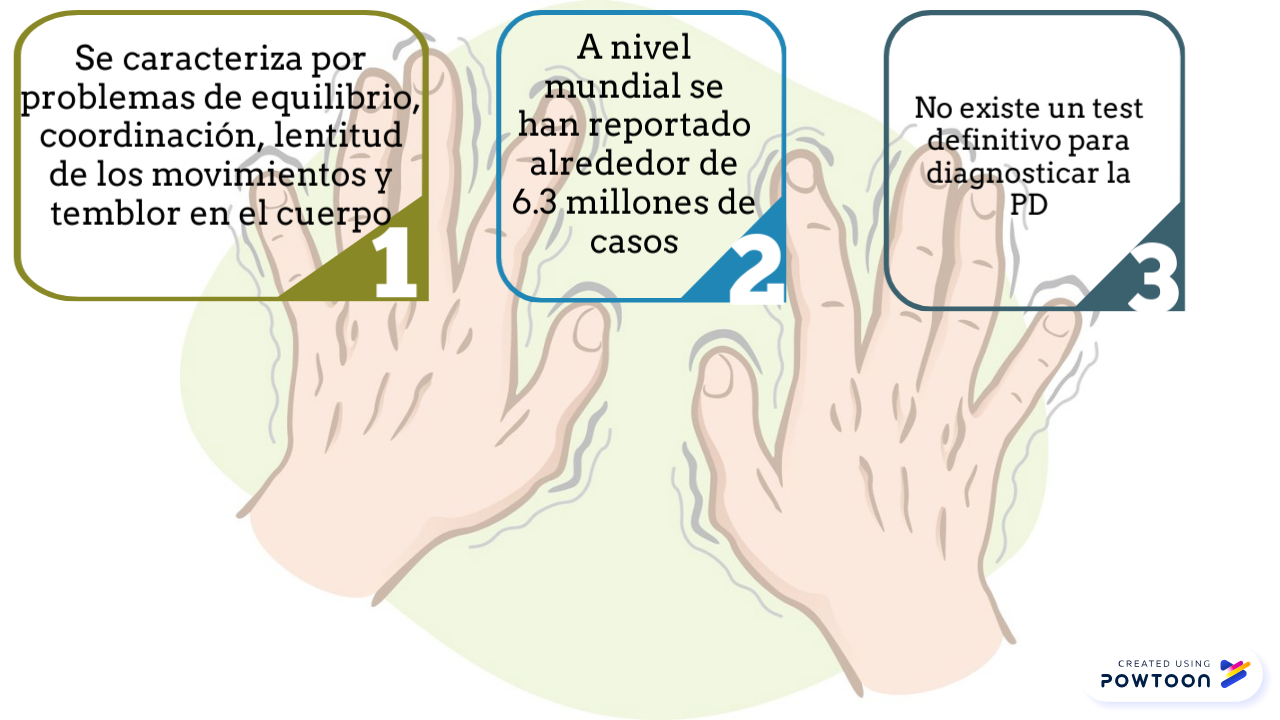 Se caracteriza por
problemas de equilibrio,
coordinación, lentitud
de los movimientos y
temblor en el cuerpo
1
A nivel
mundial se
han reportado
alrededor de
6.3 millones de
casos
2
No existe un test
definitivo para
diagnosticar la
PD
3
CREATED USING
POWTOON